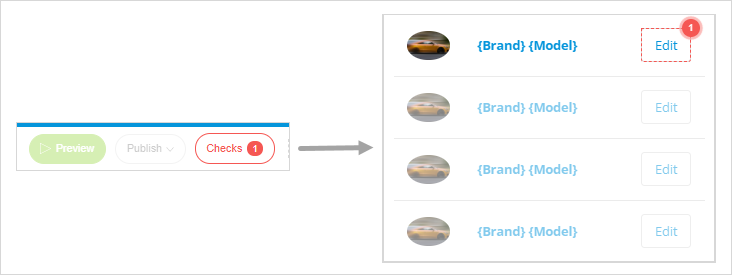 Preview Publish Checks 1
{Brand} {Model} Edit 1
{Brand} {Model} Edit
{Brand} {Model} Edit
{Brand} {Model} Edit